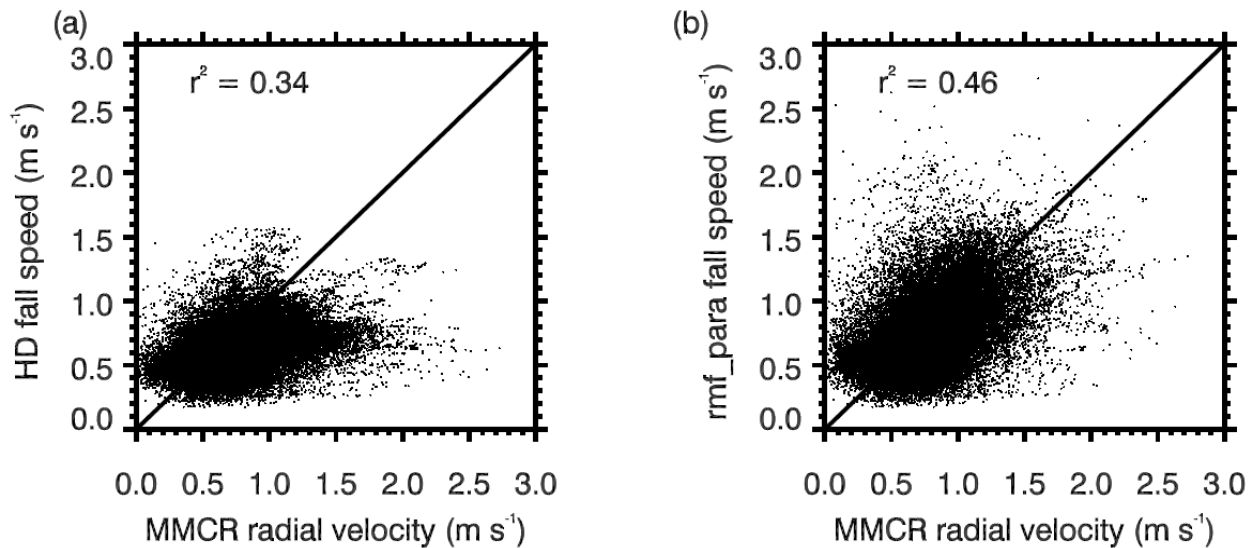 (a)
r² = 0.34
HD fall speed (m s⁻¹)
3.0
2.5
2.0
1.5
1.0
0.5
0.0
0.0 0.5 1.0 1.5 2.0 2.5 3.0
MMCR radial velocity (m s⁻¹)
(b)
r² = 0.46
rmf_para fall speed (m s⁻¹)
3.0
2.5
2.0
1.5
1.0
0.5
0.0
0.0 0.5 1.0 1.5 2.0 2.5 3.0
MMCR radial velocity (m s⁻¹)